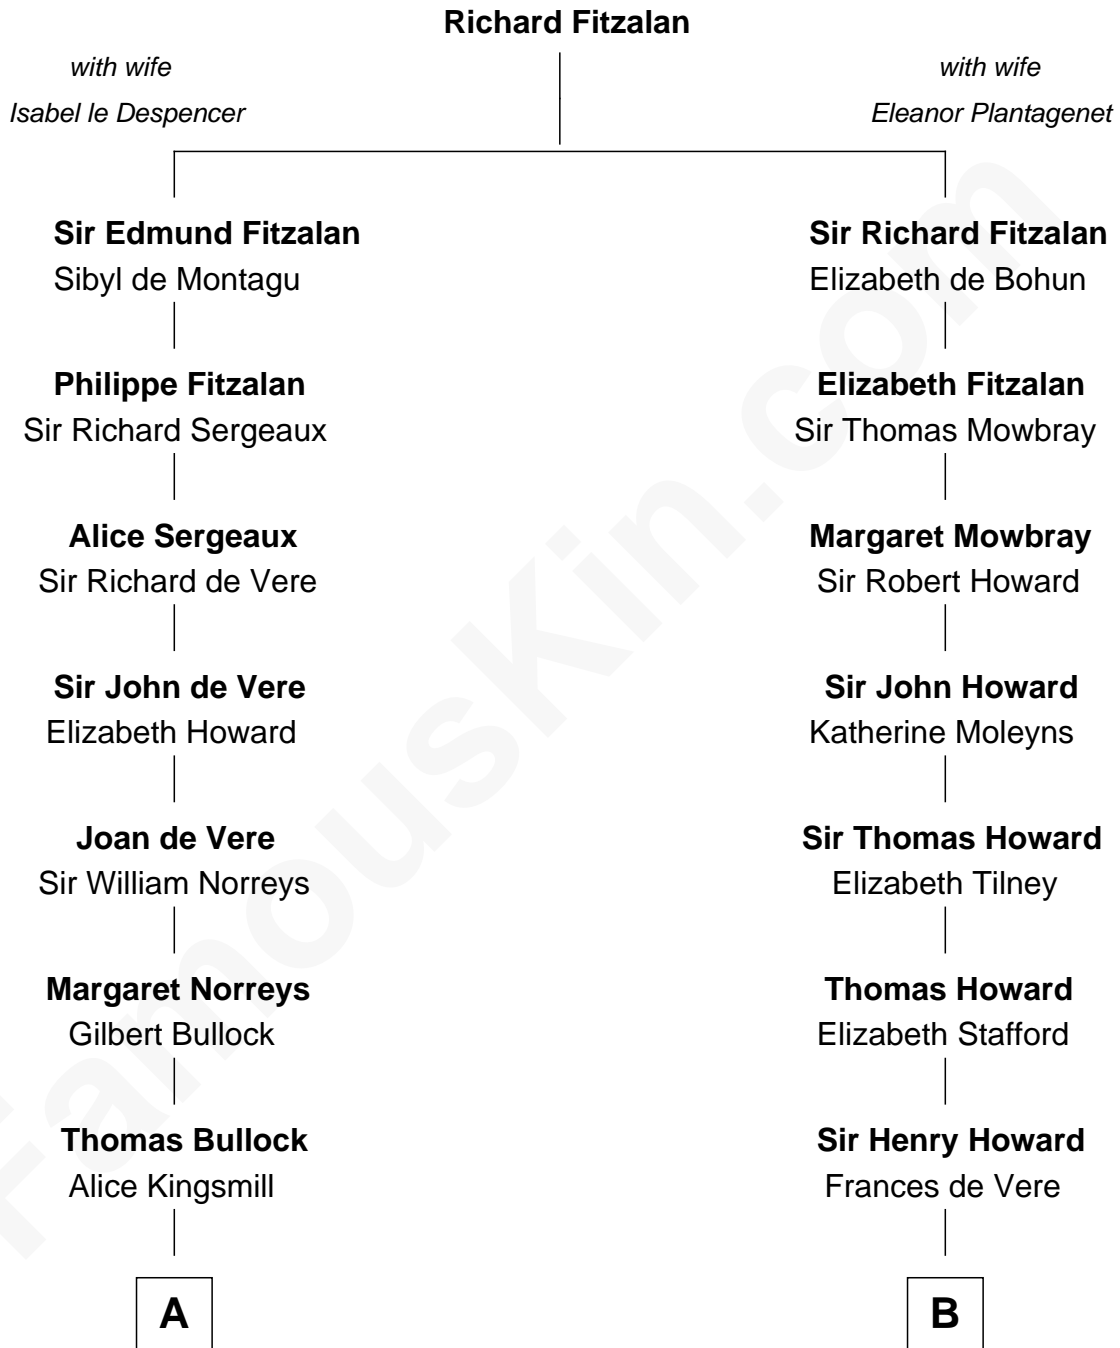 Richard Fitzalan
with wife
Isabel le Despencer
with wife
Eleanor Plantagenet
Sir Edmund Fitzalan
Sibyl de Montagu
Philippe Fitzalan
Sir Richard Sergeaux
Alice Sergeaux
Sir Richard de Vere
Sir John de Vere
Elizabeth Howard
Joan de Vere
Sir William Norreys
Margaret Norreys
Gilbert Bullock
Thomas Bullock
Alice Kingsmill
A
Sir Richard Fitzalan
Elizabeth de Bohun
Elizabeth Fitzalan
Sir Thomas Mowbray
Margaret Mowbray
Sir Robert Howard
Sir John Howard
Katherine Moleyns
Sir Thomas Howard
Elizabeth Tilney
Thomas Howard
Elizabeth Stafford
Sir Henry Howard
Frances de Vere
B
FamousKin.com